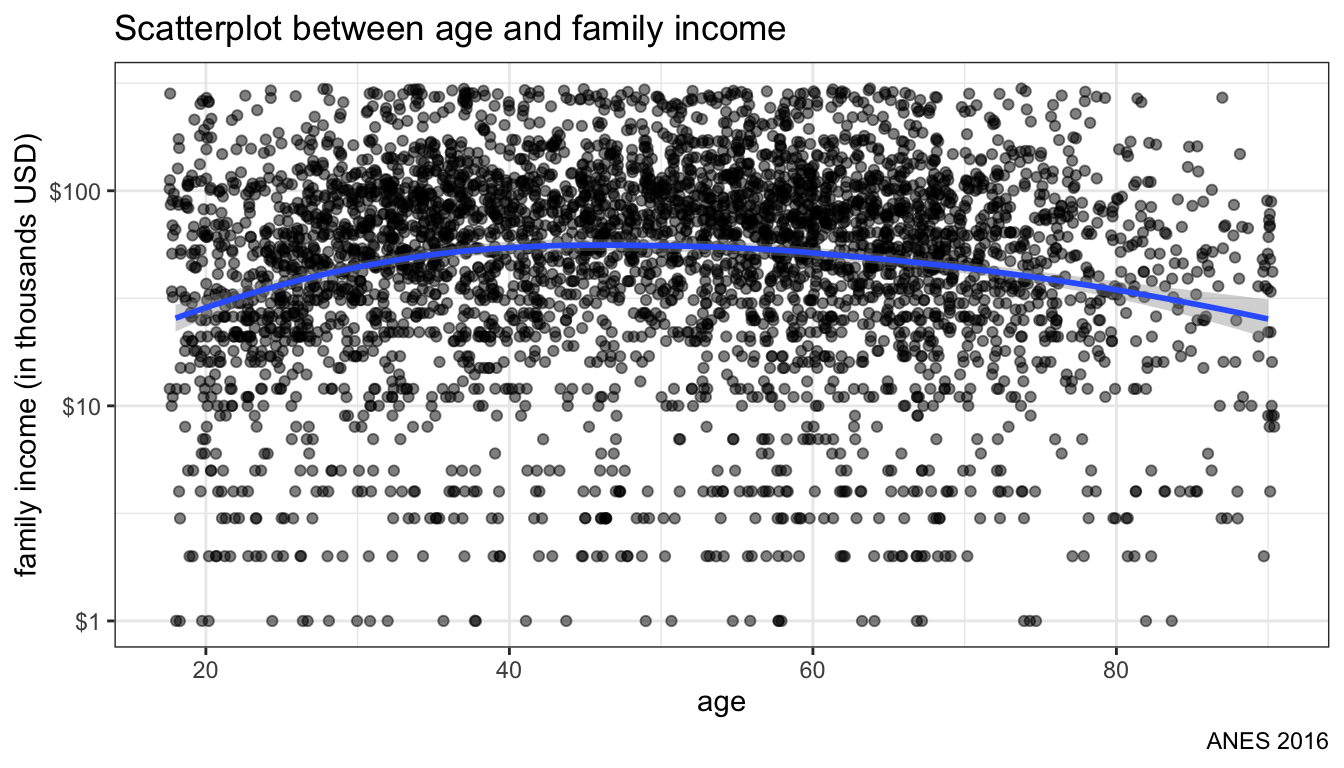 Scatterplot between age and family income
family income (in thousands USD)
$100
$10
$1
20 40 60 80
age
ANES 2016